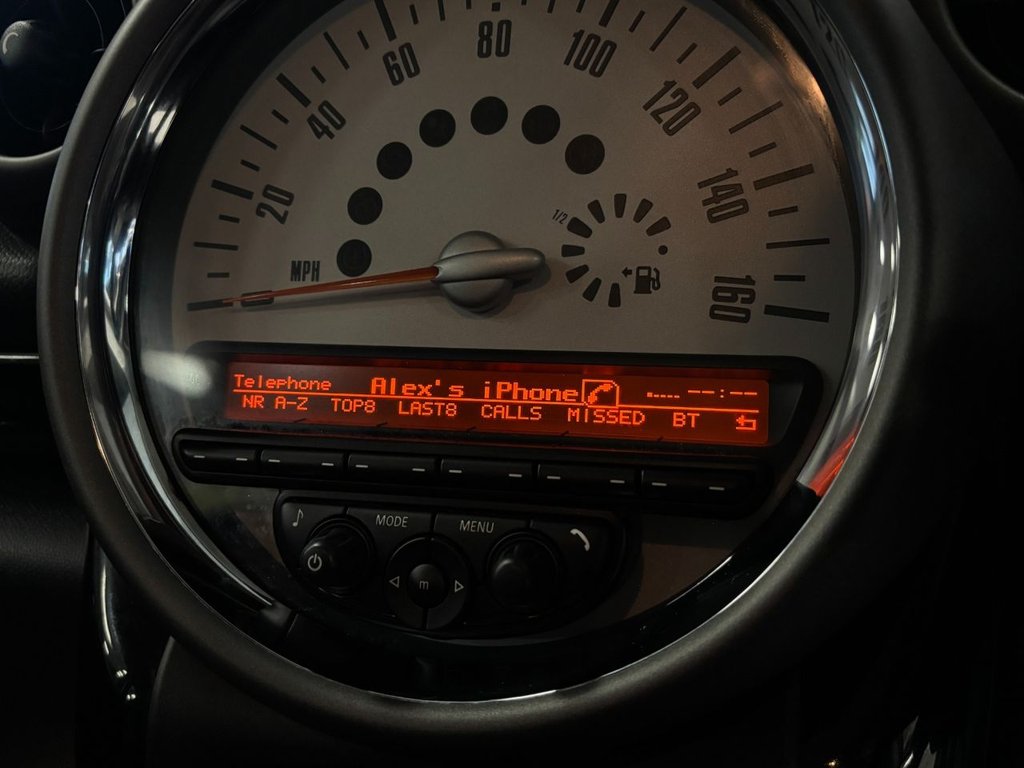 80
60
100
40
120
20
140
1/2
MPH
160
Telephone Alex's iPhone --:--
NR A-Z TOP8 LAST8 CALLS MISSED BT
MODE MENU
m